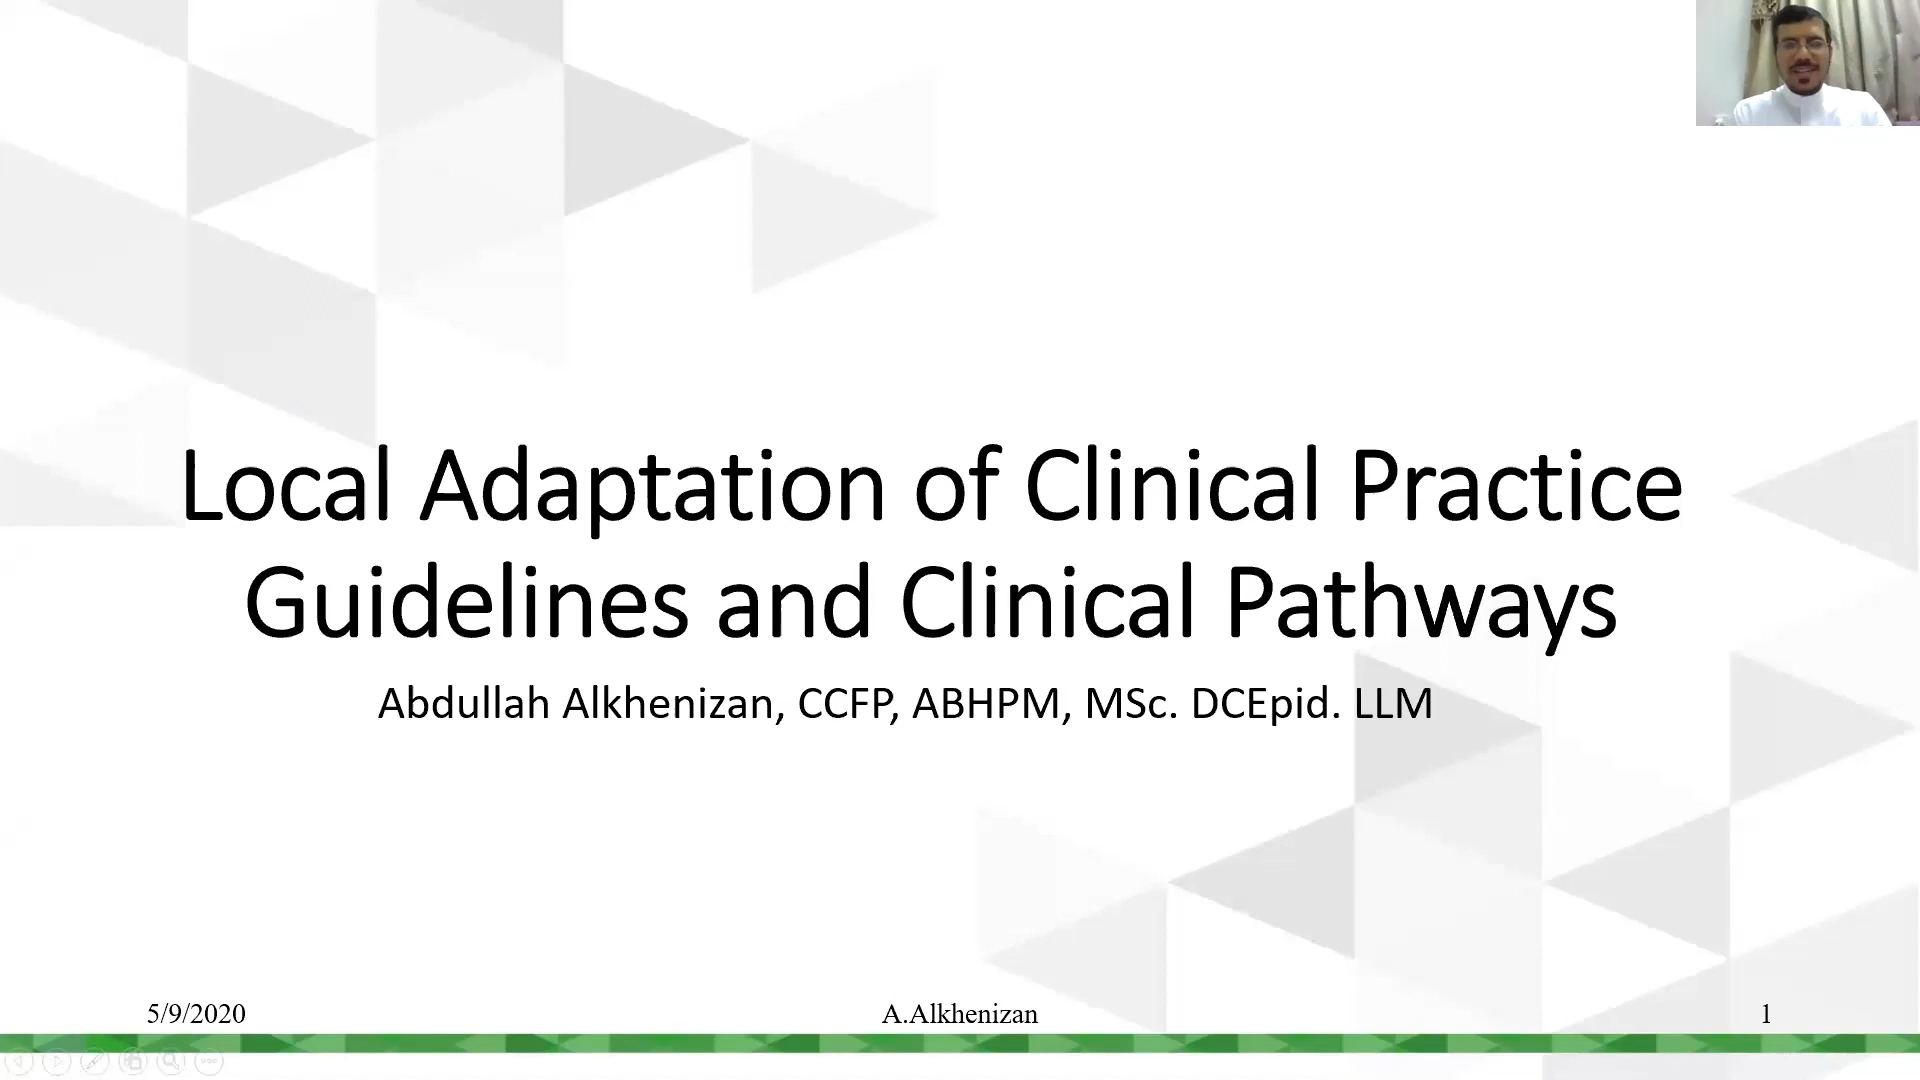 Local Adaptation of Clinical Practice
Guidelines and Clinical Pathways
Abdullah Alkhenizan, CCFP, ABHPM, MSc. DCEpid. LLM
5/9/2020
A.Alkhenizan
1